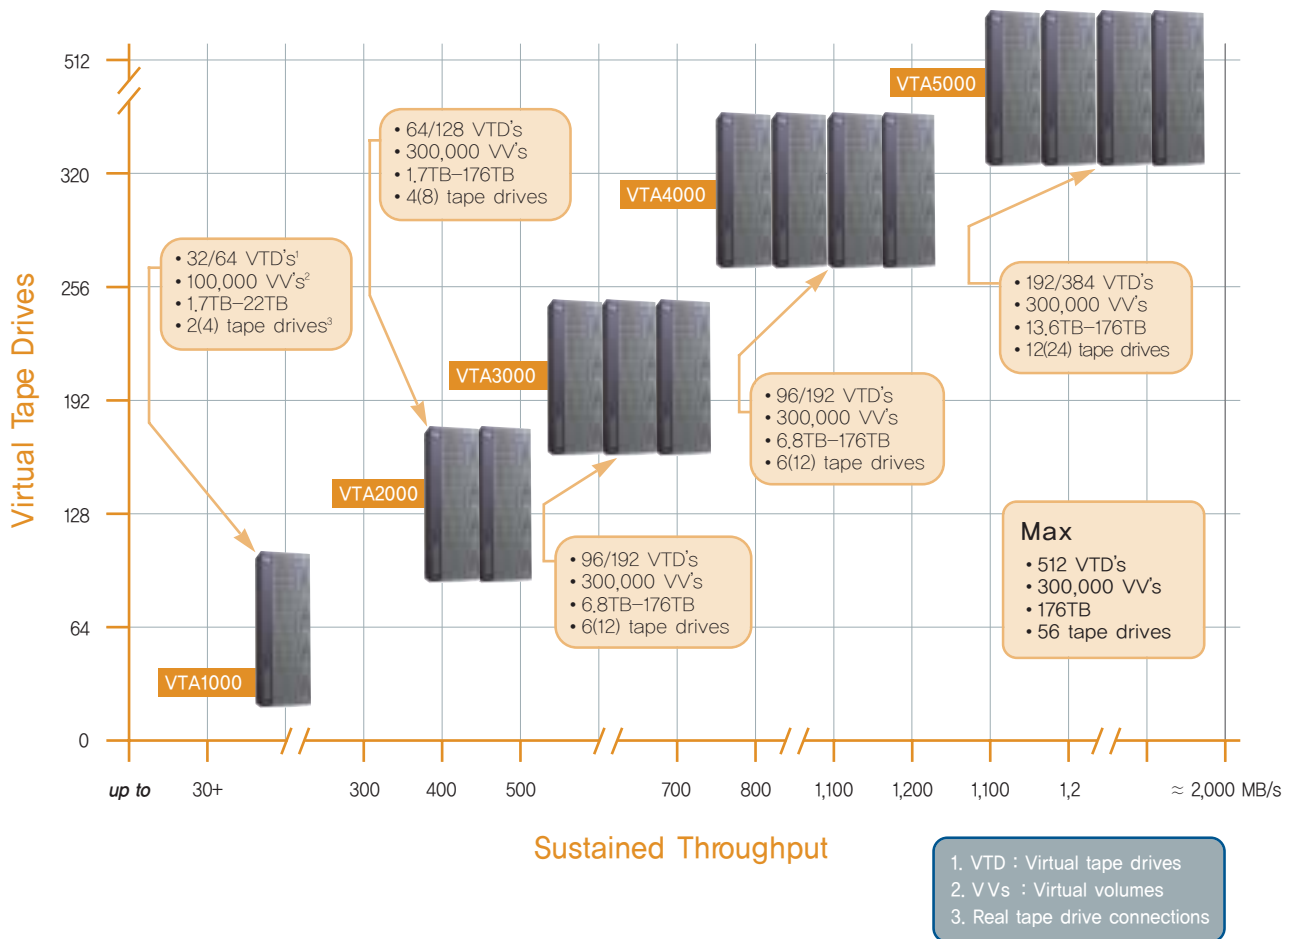 Virtual Tape Drives
512
320
256
192
128
64
0
VTA5000
• 192/384 VTD's
• 300,000 VV's
• 13.6TB–176TB
• 12(24) tape drives
VTA4000
• 96/192 VTD's
• 300,000 VV's
• 6.8TB–176TB
• 6(12) tape drives
• 64/128 VTD's
• 300,000 VV's
• 1.7TB–176TB
• 4(8) tape drives
• 32/64 VTD's¹
• 100,000 VV's²
• 1.7TB–22TB
• 2(4) tape drives³
VTA3000
• 96/192 VTD's
• 300,000 VV's
• 6.8TB–176TB
• 6(12) tape drives
VTA2000
VTA1000
Max
• 512 VTD's
• 300,000 VV's
• 176TB
• 56 tape drives
up to 30+ 300 400 500 700 800 1,100 1,200 1,100 1,2 ≈ 2,000 MB/s
Sustained Throughput
1. VTD : Virtual tape drives
2. VVs : Virtual volumes
3. Real tape drive connections